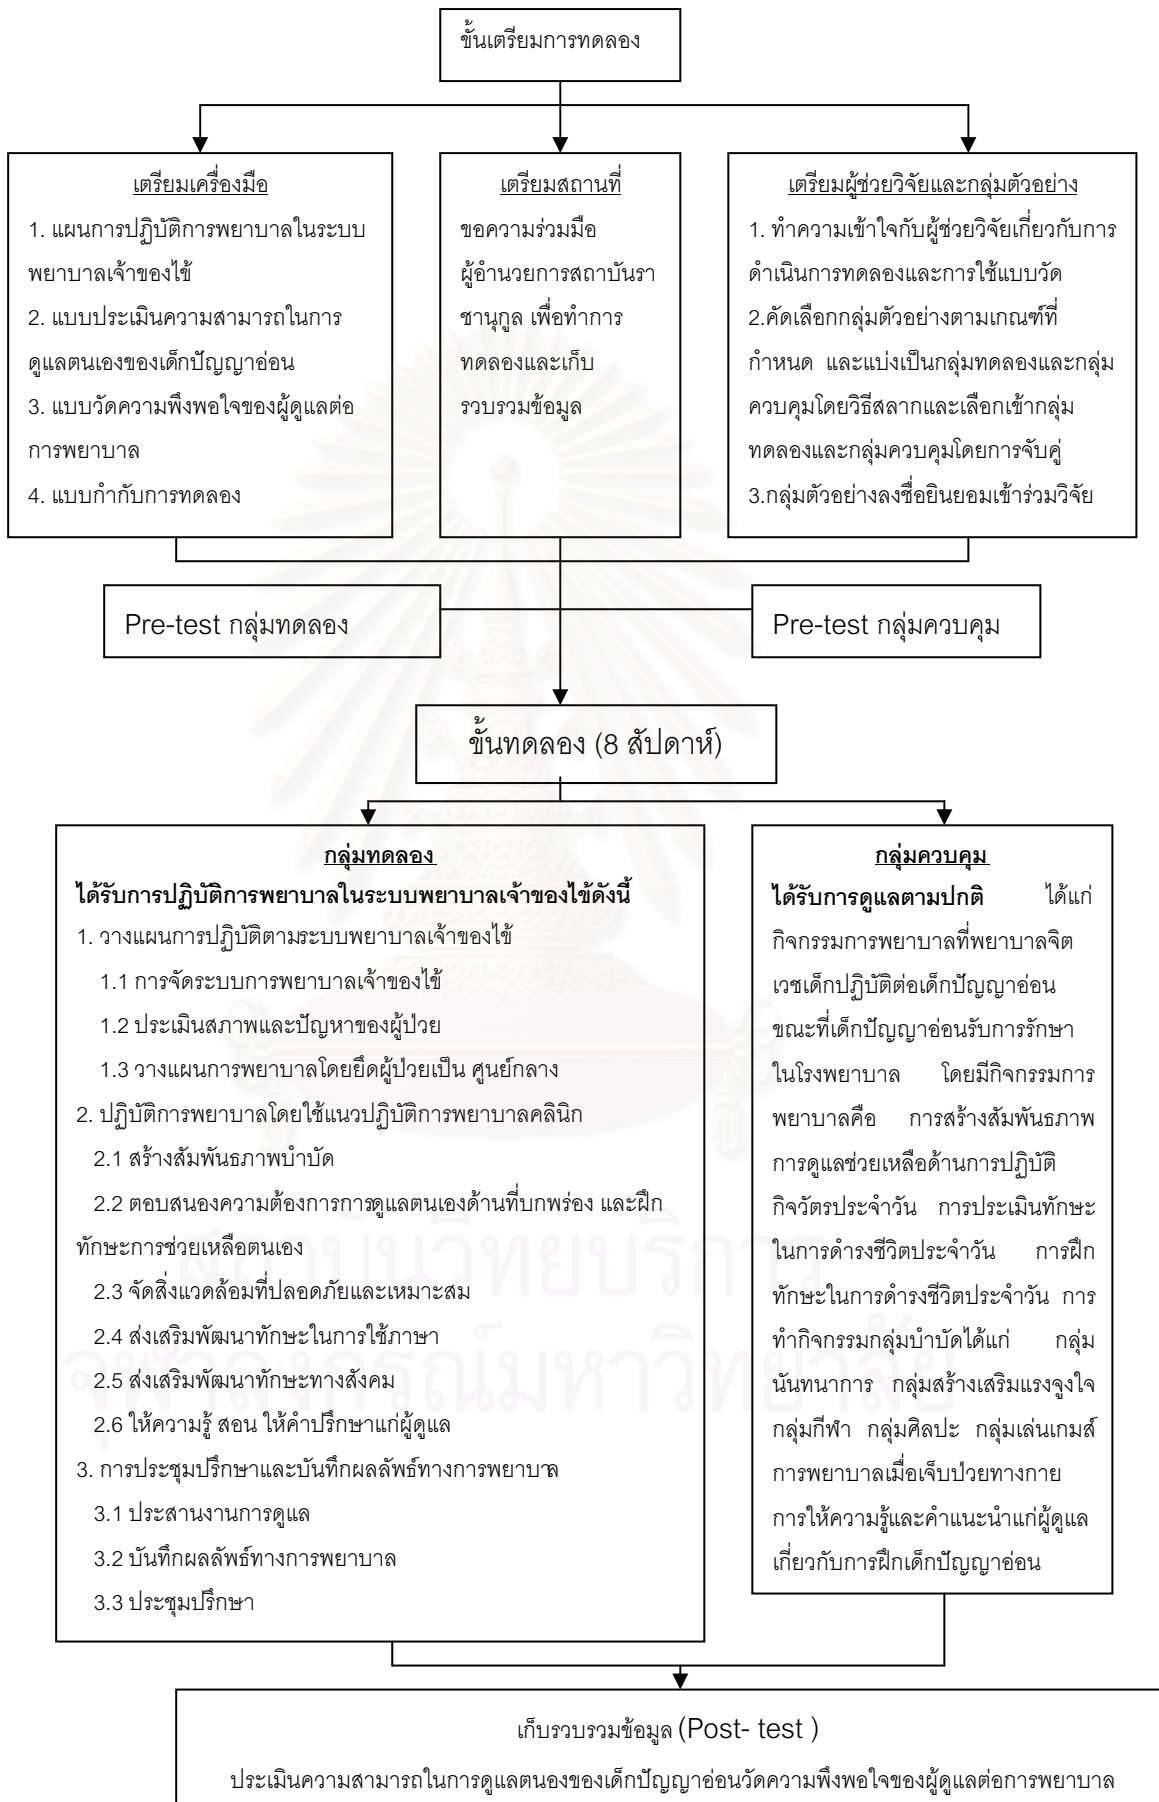 ขั้นเตรียมการทดลอง
เตรียมเครื่องมือ
1. แผนการปฏิบัติการพยาบาลในระบบ
พยาบาลเจ้าของไข้
2. แบบประเมินความสามารถในการ
ดูแลตนเองของเด็กปัญญาอ่อน
3. แบบวัดความพึงพอใจของผู้ดูแลต่อ
การพยาบาล
4. แบบกำกับการทดลอง
เตรียมสถานที่
ขอความร่วมมือ
ผู้อำนวยการสถาบันรา
ชานุกูล เพื่อทำการ
ทดลองและเก็บ
รวบรวมข้อมูล
เตรียมผู้ช่วยวิจัยและกลุ่มตัวอย่าง
1. ทำความเข้าใจกับผู้ช่วยวิจัยเกี่ยวกับการ
ดำเนินการทดลองและการใช้แบบวัด
2.คัดเลือกกลุ่มตัวอย่างตามเกณฑ์ที่
กำหนด และแบ่งเป็นกลุ่มทดลองและกลุ่ม
ควบคุมโดยวิธีสลากและเลือกเข้ากลุ่ม
ทดลองและกลุ่มควบคุมโดยการจับคู่
3.กลุ่มตัวอย่างลงชื่อยินยอมเข้าร่วมวิจัย
Pre-test กลุ่มทดลอง
Pre-test กลุ่มควบคุม
ขั้นทดลอง (8 สัปดาห์)
กลุ่มทดลอง
ได้รับการปฏิบัติการพยาบาลในระบบพยาบาลเจ้าของไข้ดังนี้
1. วางแผนการปฏิบัติตามระบบพยาบาลเจ้าของไข้
1.1 การจัดระบบการพยาบาลเจ้าของไข้
1.2 ประเมินสภาพและปัญหาของผู้ป่วย
1.3 วางแผนการพยาบาลโดยยึดผู้ป่วยเป็น ศูนย์กลาง
2. ปฏิบัติการพยาบาลโดยใช้แนวปฏิบัติการพยาบาลคลินิก
2.1 สร้างสัมพันธภาพบำบัด
2.2 ตอบสนองความต้องการการดูแลตนเองด้านที่บกพร่อง และฝึก
ทักษะการช่วยเหลือตนเอง
2.3 จัดสิ่งแวดล้อมที่ปลอดภัยและเหมาะสม
2.4 ส่งเสริมพัฒนาทักษะในการใช้ภาษา
2.5 ส่งเสริมพัฒนาทักษะทางสังคม
2.6 ให้ความรู้ สอน ให้คำปรึกษาแก่ผู้ดูแล
3. การประชุมปรึกษาและบันทึกผลลัพธ์ทางการพยาบาล
3.1 ประสานงานการดูแล
3.2 บันทึกผลลัพธ์ทางการพยาบาล
3.3 ประชุมปรึกษา
กลุ่มควบคุม
ได้รับการดูแลตามปกติ ได้แก่
กิจกรรมการพยาบาลที่พยาบาลจิต
เวชเด็กปฏิบัติต่อเด็กปัญญาอ่อน
ขณะที่เด็กปัญญาอ่อนรับการรักษา
ในโรงพยาบาล โดยมีกิจกรรมการ
พยาบาลคือ การสร้างสัมพันธภาพ
การดูแลช่วยเหลือด้านการปฏิบัติ
กิจวัตรประจำวัน การประเมินทักษะ
ในการดำรงชีวิตประจำวัน การฝึก
ทักษะในการดำรงชีวิตประจำวัน การ
ทำกิจกรรมกลุ่มบำบัดได้แก่ กลุ่ม
นันทนาการ กลุ่มสร้างเสริมแรงจูงใจ
กลุ่มกีฬา กลุ่มศิลปะ กลุ่มเล่นเกมส์
การพยาบาลเมื่อเจ็บป่วยทางกาย
การให้ความรู้และคำแนะนำแก่ผู้ดูแล
เกี่ยวกับการฝึกเด็กปัญญาอ่อน
สถาบันวิทยบริการ
จุฬาลงกรณ์มหาวิทยาลัย
เก็บรวบรวมข้อมูล (Post- test )
ประเมินความสามารถในการดูแลตนองของเด็กปัญญาอ่อนวัดความพึงพอใจของผู้ดูแลต่อการพยาบาล